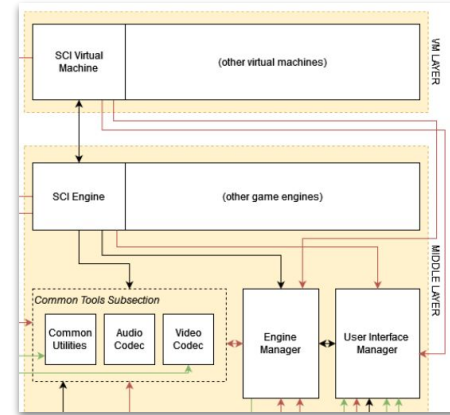 SCI Virtual
Machine
(other virtual machines)
VM LAYER
SCI Engine
(other game engines)
MIDDLE LAYER
Common Tools Subsection
Common
Utilities
Audio
Codec
Video
Codec
Engine
Manager
User Interface
Manager